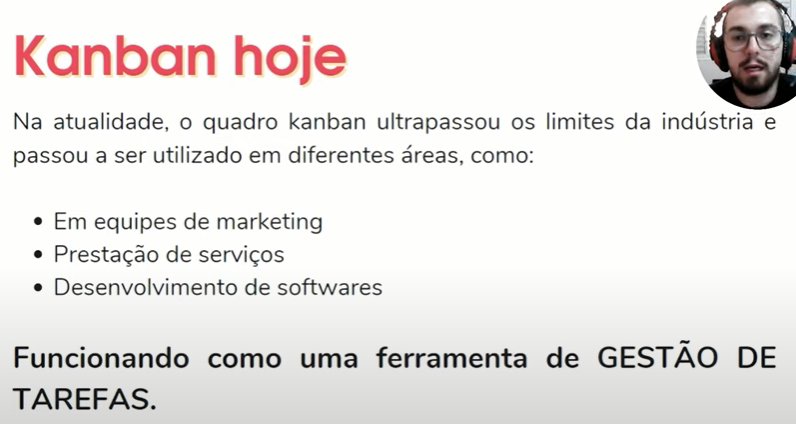 Kanban hoje
Na atualidade, o quadro kanban ultrapassou os limites da indústria e
passou a ser utilizado em diferentes áreas, como:
• Em equipes de marketing
• Prestação de serviços
• Desenvolvimento de softwares
Funcionando como uma ferramenta de GESTÃO DE
TAREFAS.